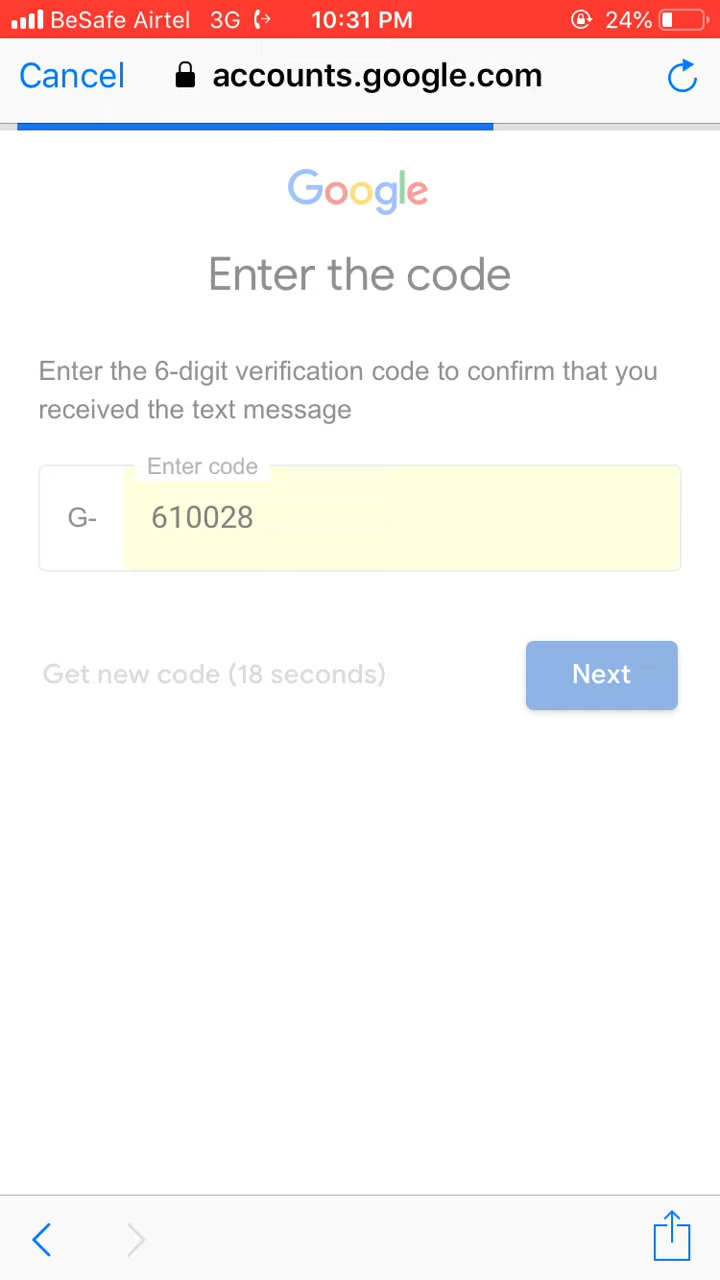 BeSafe Airtel 3G 10:31 PM 24%
Cancel accounts.google.com
Google
Enter the code
Enter the 6-digit verification code to confirm that you
received the text message
Enter code
G- 610028
Get new code (18 seconds) Next